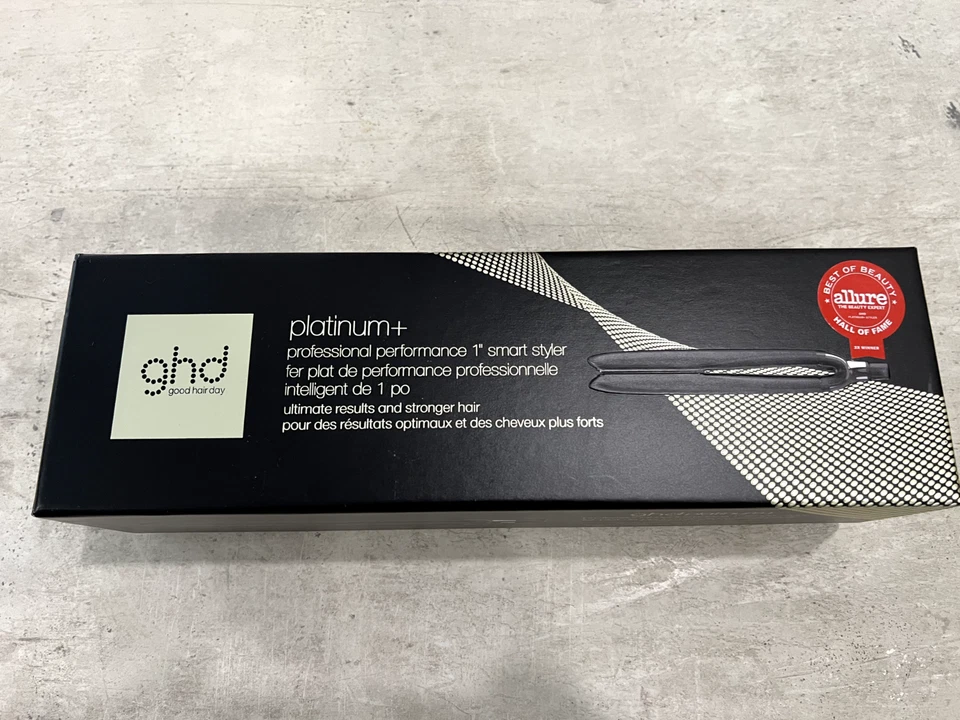 ghd
good hair day
platinum+
professional performance 1" smart styler
fer plat de performance professionnelle
intelligent de 1 po
ultimate results and stronger hair
pour des résultats optimaux et des cheveux plus forts
BEST OF BEAUTY
allure
THE BEAUTY EXPERT
HALL OF FAME